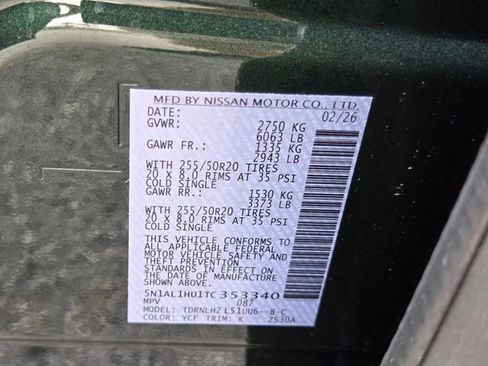 MFD BY NISSAN MOTOR CO., LTD.
DATE: 02/26
GVWR: 2750 KG
6063 LB
GAWR FR.: 1335 KG
2943 LB
WITH 255/50R20 TIRES
20 X 8.0 RIMS AT 35 PSI
COLD SINGLE
GAWR RR.: 1530 KG
3373 LB
WITH 255/50R20 TIRES
20 X 8.0 RIMS AT 35 PSI
COLD SINGLE
THIS VEHICLE CONFORMS TO
ALL APPLICABLE FEDERAL
MOTOR VEHICLE SAFETY AND
THEFT PREVENTION STANDARDS
IN EFFECT ON THE DATE OF
MANUFACTURE SHOWN ABOVE.
5N1AL1HU1TC353340
MPV 087
MODEL: TDRNLHZ L51UU6--B-C
COLOR: YCF TRIM: K ZS30A